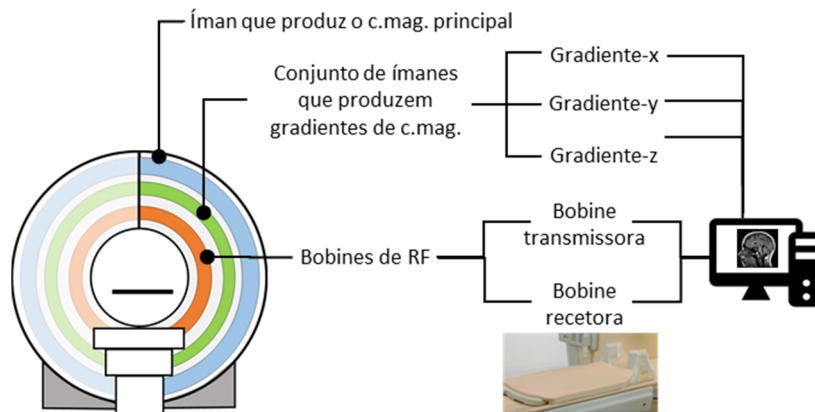 Íman que produz o c.mag. principal
Conjunto de ímanes
que produzem
gradientes de c.mag.
Gradiente-x
Gradiente-y
Gradiente-z
Bobines de RF
Bobine
transmissora
Bobine
recetora